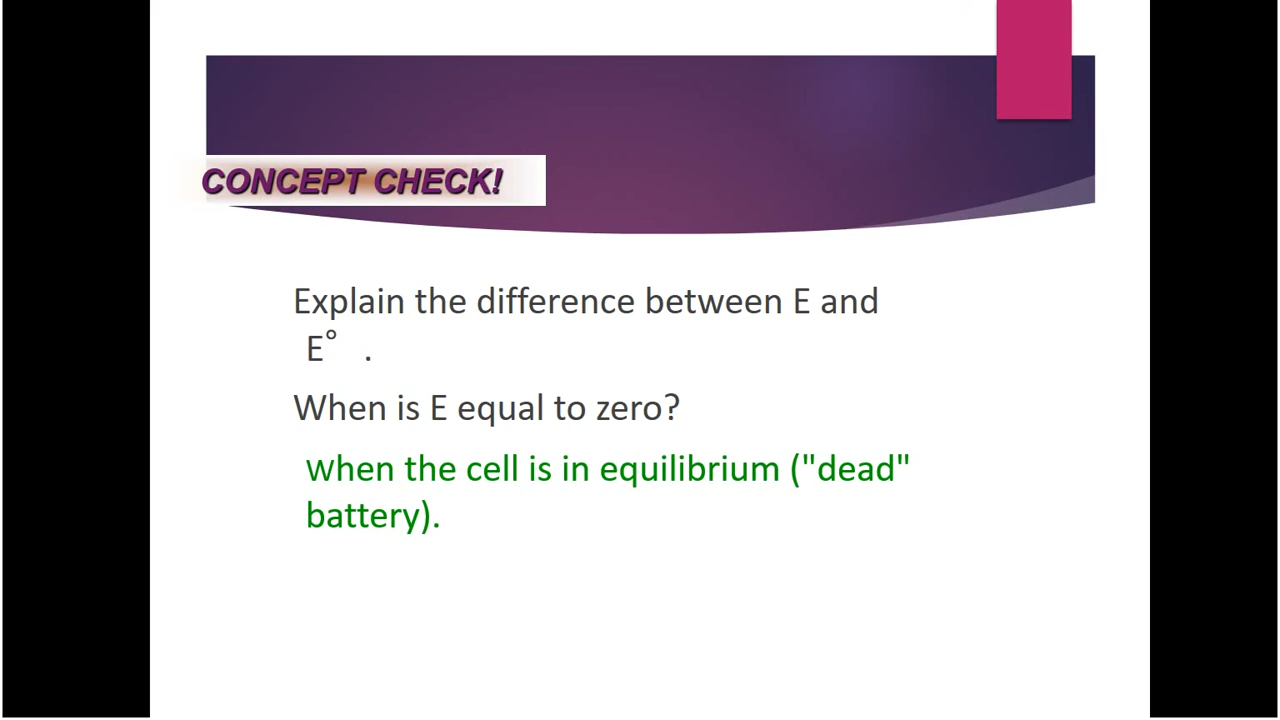 CONCEPT CHECK!
Explain the difference between E and
E° .
When is E equal to zero?
When the cell is in equilibrium ("dead"
battery).